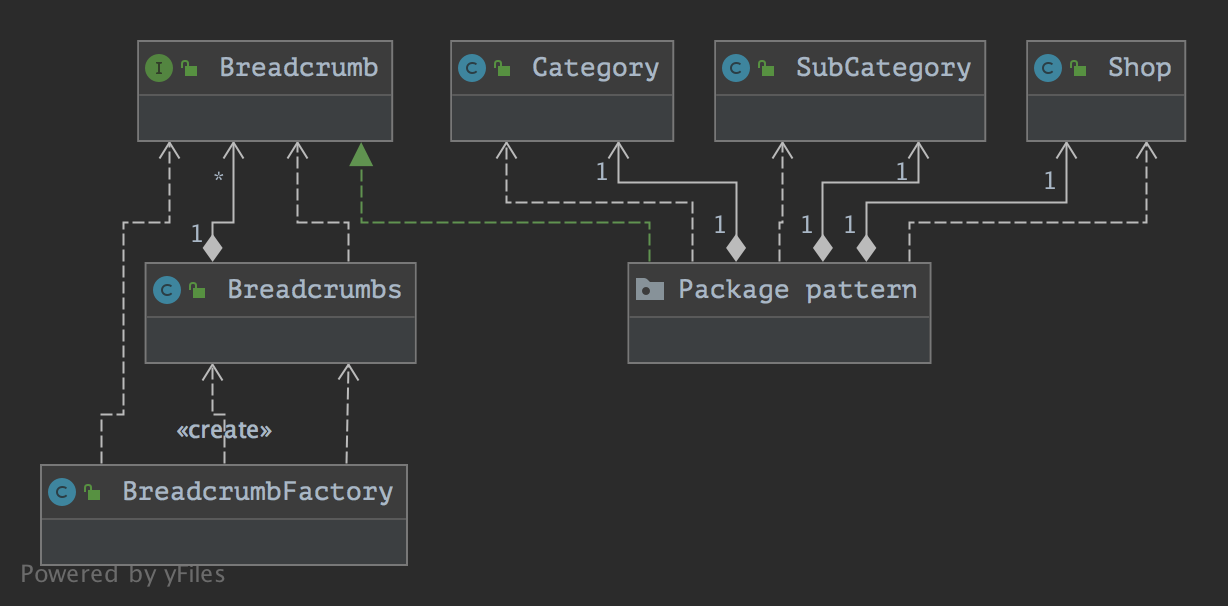 I Breadcrumb
C Category
C SubCategory
C Shop
*
1
1
1
1
1
1
1
C Breadcrumbs
Package pattern
«create»
C BreadcrumbFactory
Powered by yFiles